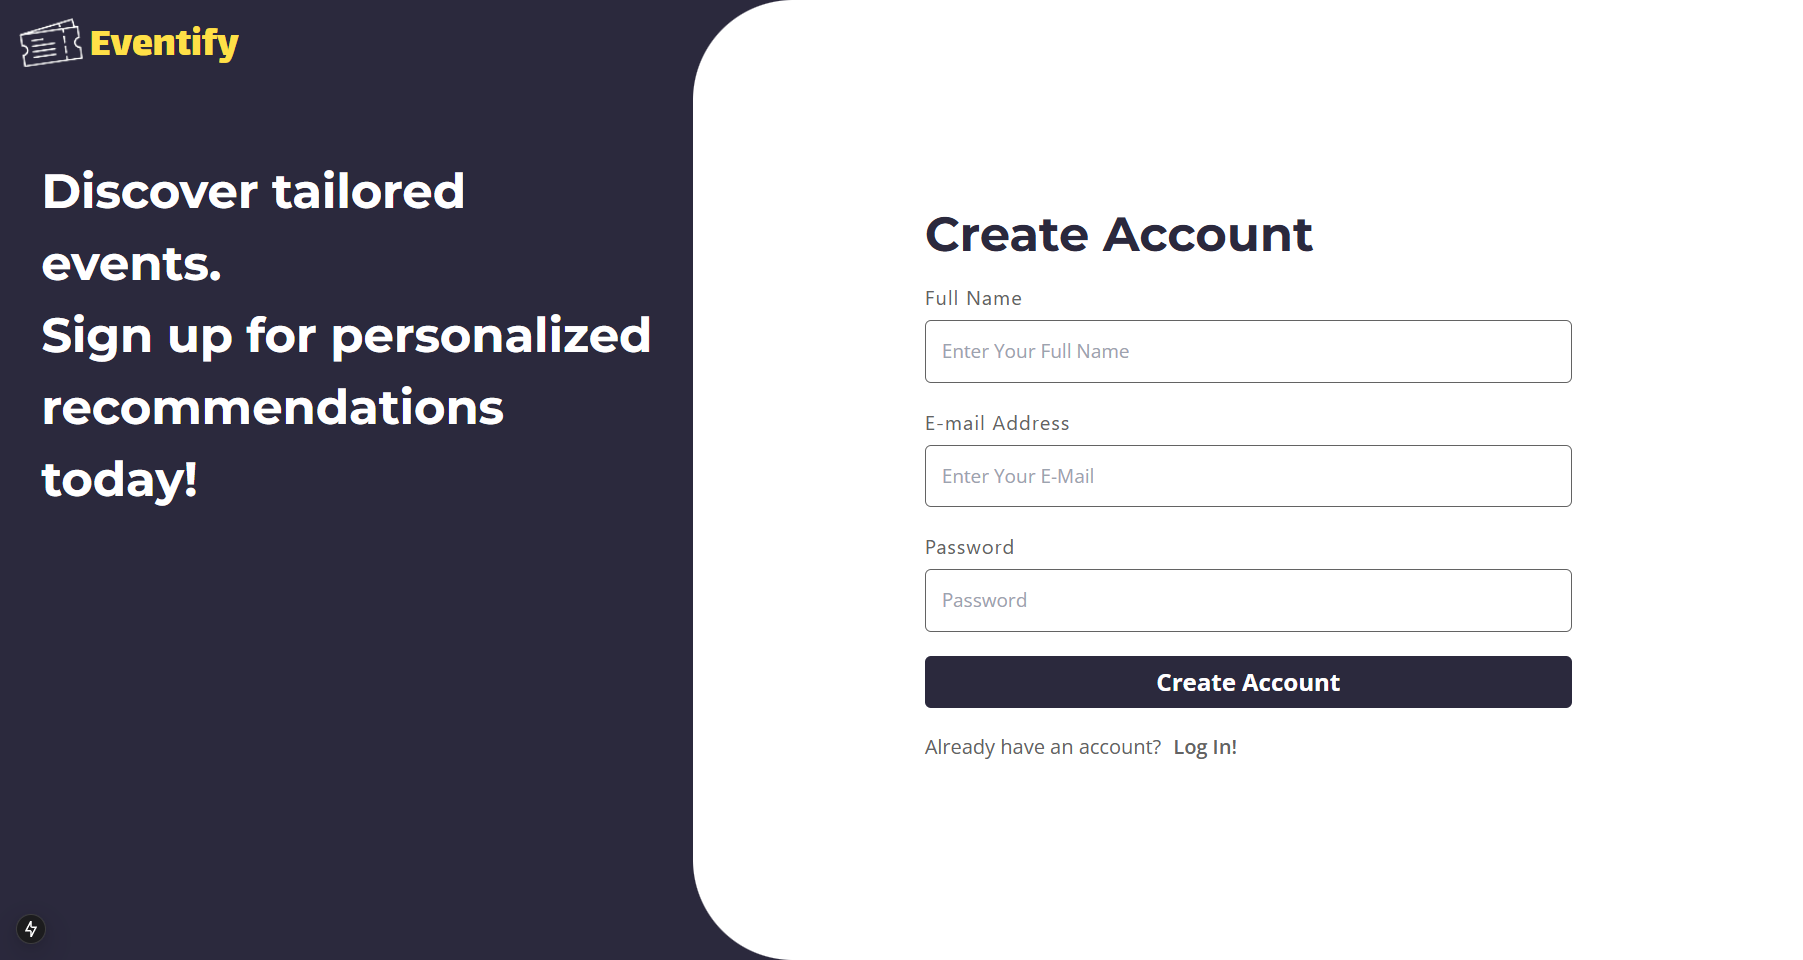 Eventify
Discover tailored
events.
Sign up for personalized
recommendations
today!
Create Account
Full Name
Enter Your Full Name
E-mail Address
Enter Your E-Mail
Password
Password
Create Account
Already have an account? Log In!